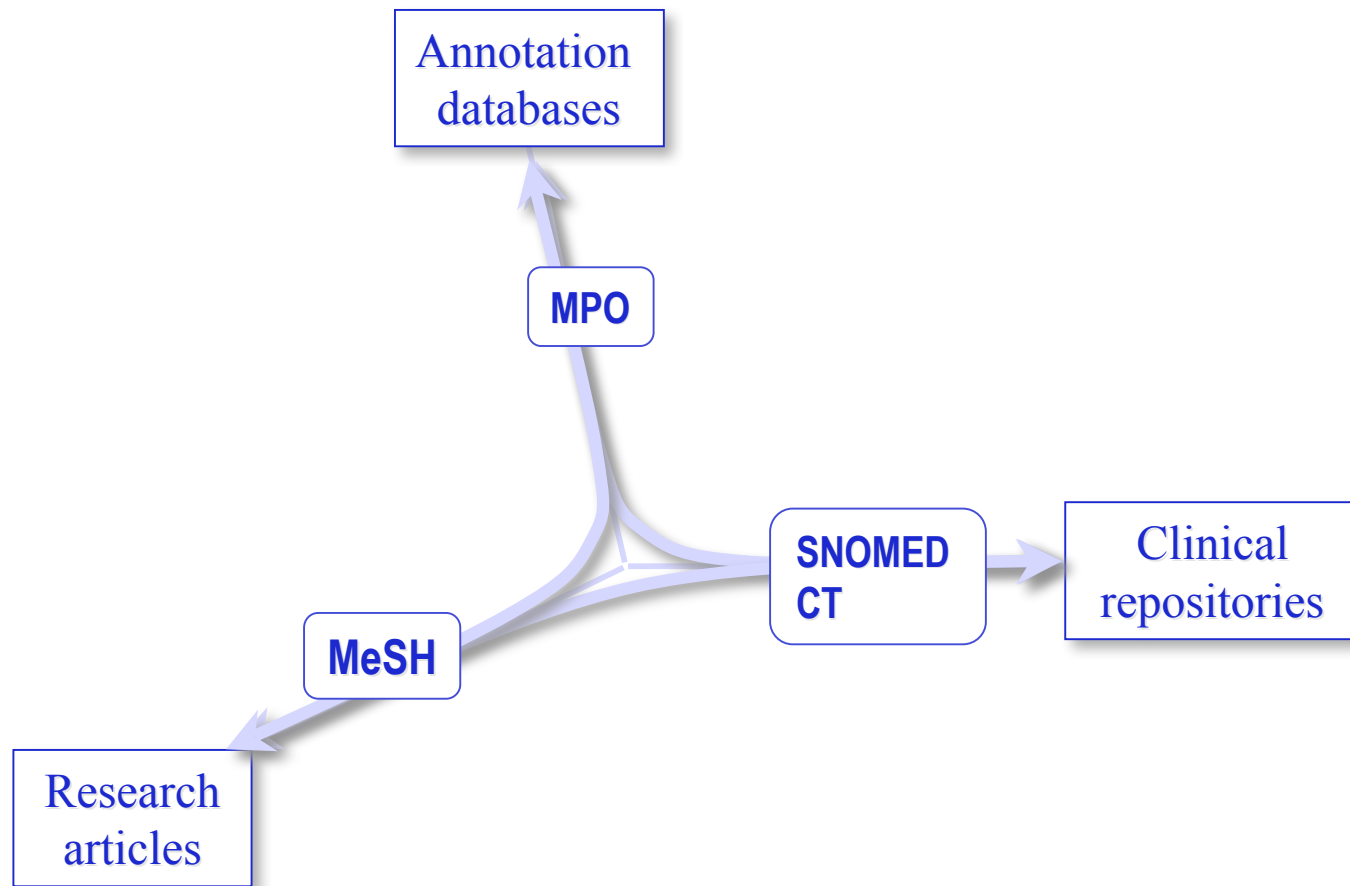 Annotation
databases
MPO
SNOMED
CT
Clinical
repositories
MeSH
Research
articles